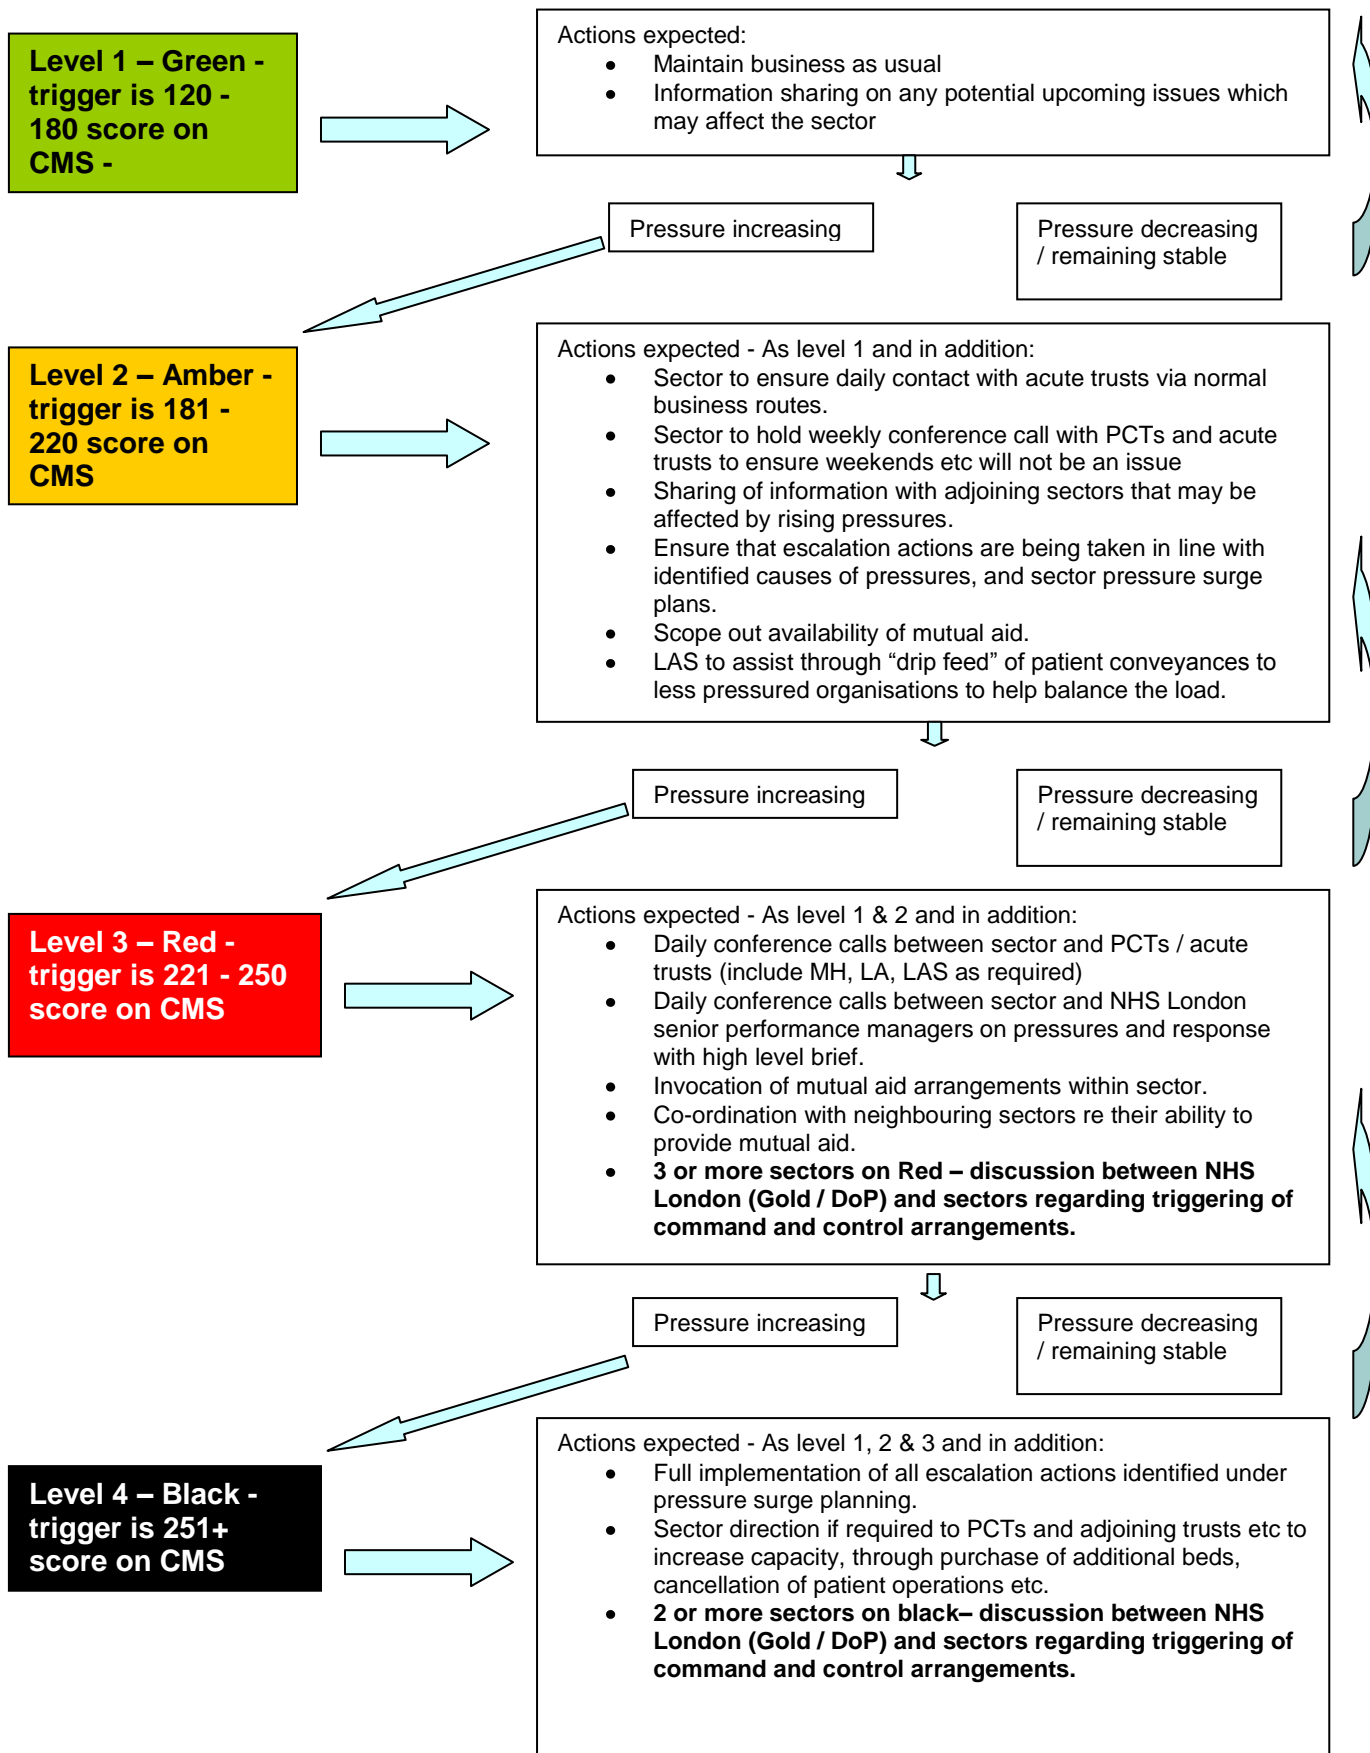 Level 1 – Green -
trigger is 120 -
180 score on
CMS -
Actions expected:
• Maintain business as usual
• Information sharing on any potential upcoming issues which
may affect the sector
Pressure increasing
Pressure decreasing
/ remaining stable
Level 2 – Amber -
trigger is 181 -
220 score on
CMS
Actions expected - As level 1 and in addition:
• Sector to ensure daily contact with acute trusts via normal
business routes.
• Sector to hold weekly conference call with PCTs and acute
trusts to ensure weekends etc will not be an issue
• Sharing of information with adjoining sectors that may be
affected by rising pressures.
• Ensure that escalation actions are being taken in line with
identified causes of pressures, and sector pressure surge
plans.
• Scope out availability of mutual aid.
• LAS to assist through “drip feed” of patient conveyances to
less pressured organisations to help balance the load.
Pressure increasing
Pressure decreasing
/ remaining stable
Level 3 – Red -
trigger is 221 - 250
score on CMS
Actions expected - As level 1 & 2 and in addition:
• Daily conference calls between sector and PCTs / acute
trusts (include MH, LA, LAS as required)
• Daily conference calls between sector and NHS London
senior performance managers on pressures and response
with high level brief.
• Invocation of mutual aid arrangements within sector.
• Co-ordination with neighbouring sectors re their ability to
provide mutual aid.
• 3 or more sectors on Red – discussion between NHS
London (Gold / DoP) and sectors regarding triggering of
command and control arrangements.
Pressure increasing
Pressure decreasing
/ remaining stable
Level 4 – Black -
trigger is 251+
score on CMS
Actions expected - As level 1, 2 & 3 and in addition:
• Full implementation of all escalation actions identified under
pressure surge planning.
• Sector direction if required to PCTs and adjoining trusts etc to
increase capacity, through purchase of additional beds,
cancellation of patient operations etc.
• 2 or more sectors on black– discussion between NHS
London (Gold / DoP) and sectors regarding triggering of
command and control arrangements.